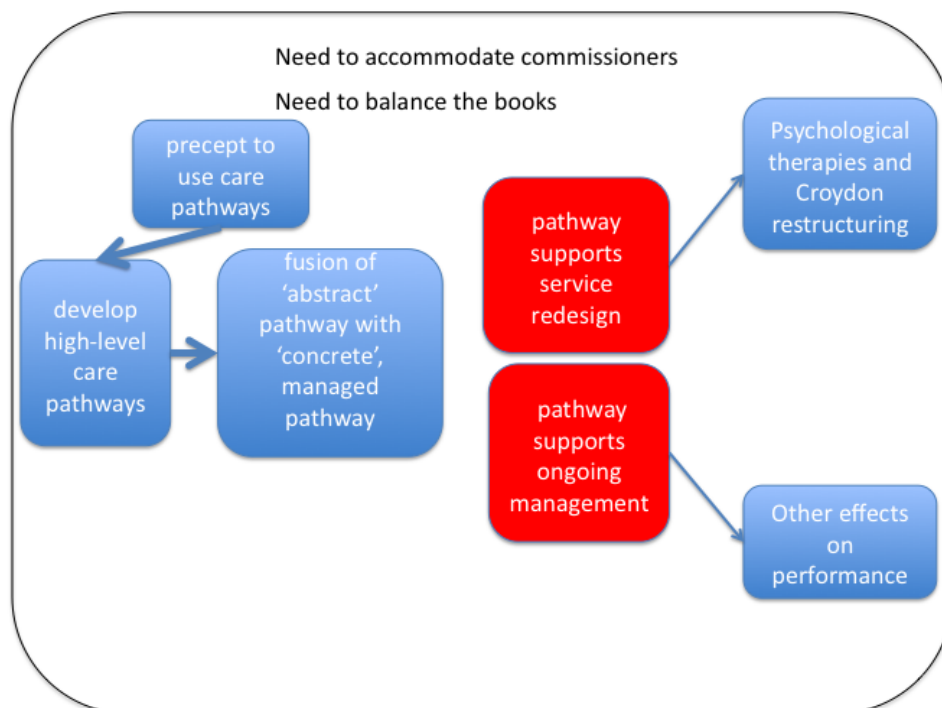 Need to accommodate commissioners
Need to balance the books
precept to
use care
pathways
develop
high-level
care
pathways
fusion of
‘abstract’
pathway with
‘concrete’,
managed
pathway
pathway
supports
service
redesign
pathway
supports
ongoing
management
Psychological
therapies and
Croydon
restructuring
Other effects
on
performance